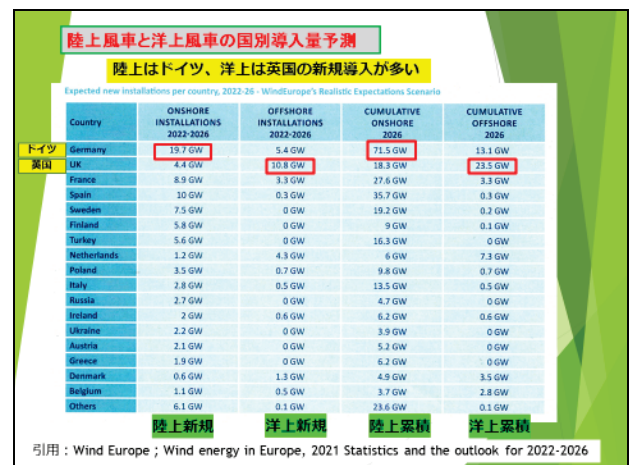 陸上風車と洋上風車の国別導入量予測
陸上はドイツ、洋上は英国の新規導入が多い
Expected new installations per country, 2022-26 - WindEurope's Realistic Expectations Scenario
Country ONSHORE INSTALLATIONS 2022-2026 OFFSHORE INSTALLATIONS 2022-2026 CUMULATIVE ONSHORE 2026 CUMULATIVE OFFSHORE 2026
ドイツ Germany 19.7 GW 5.4 GW 71.5 GW 13.1 GW
英国 UK 4.4 GW 10.8 GW 18.3 GW 23.5 GW
France 8.9 GW 3.3 GW 27.6 GW 3.3 GW
Spain 10 GW 0.3 GW 35.7 GW 0.3 GW
Sweden 7.5 GW 0 GW 19.2 GW 0.2 GW
Finland 5.8 GW 0 GW 9 GW 0.1 GW
Turkey 5.6 GW 0 GW 16.3 GW 0 GW
Netherlands 1.2 GW 4.3 GW 6 GW 7.3 GW
Poland 3.5 GW 0.7 GW 9.8 GW 0.7 GW
Italy 2.8 GW 0.5 GW 13.5 GW 0.5 GW
Russia 2.7 GW 0 GW 4.7 GW 0 GW
Ireland 2 GW 0.6 GW 6.2 GW 0.6 GW
Ukraine 2.2 GW 0 GW 3.9 GW 0 GW
Austria 2.1 GW 0 GW 5.2 GW 0 GW
Greece 1.9 GW 0 GW 6.2 GW 0 GW
Denmark 0.6 GW 1.3 GW 4.9 GW 3.5 GW
Belgium 1.1 GW 0.5 GW 3.7 GW 2.8 GW
Others 6.1 GW 0.1 GW 23.6 GW 0.1 GW
陸上新規 洋上新規 陸上累積 洋上累積
引用：Wind Europe ; Wind energy in Europe, 2021 Statistics and the outlook for 2022-2026